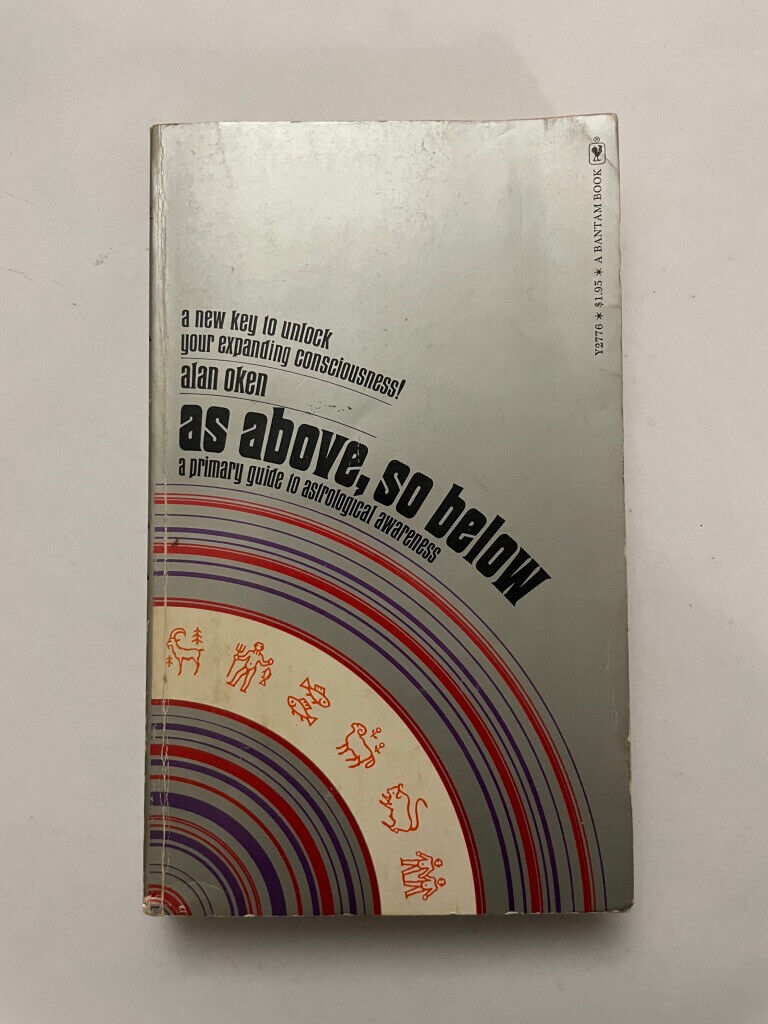 Y2776 * $1.95 * A BANTAM BOOK ®
a new key to unlock
your expanding consciousness!
alan oken
as above, so below
a primary guide to astrological awareness